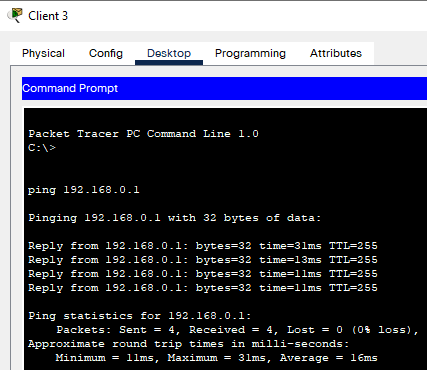 Client 3
Physical Config Desktop Programming Attributes
Command Prompt
Packet Tracer PC Command Line 1.0
C:\>
ping 192.168.0.1
Pinging 192.168.0.1 with 32 bytes of data:
Reply from 192.168.0.1: bytes=32 time=31ms TTL=255
Reply from 192.168.0.1: bytes=32 time=13ms TTL=255
Reply from 192.168.0.1: bytes=32 time=11ms TTL=255
Reply from 192.168.0.1: bytes=32 time=11ms TTL=255
Ping statistics for 192.168.0.1:
Packets: Sent = 4, Received = 4, Lost = 0 (0% loss),
Approximate round trip times in milli-seconds:
Minimum = 11ms, Maximum = 31ms, Average = 16ms